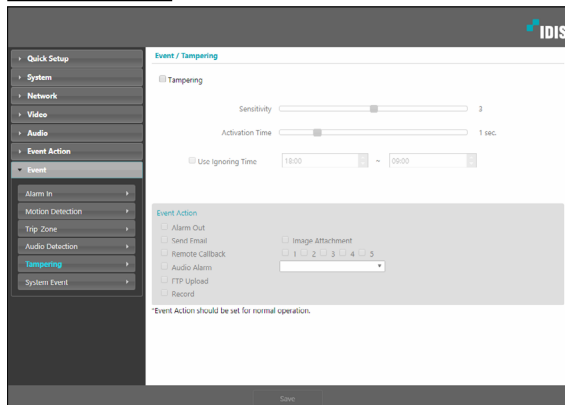 IDIS
Quick Setup
System
Network
Video
Audio
Event Action
Event
Alarm In
Motion Detection
Trip Zone
Audio Detection
Tampering
System Event
Event / Tampering
Tampering
Sensitivity 3
Activation Time 1 sec.
Use Ignoring Time 18:00 ~ 09:00
Event Action
Alarm Out
Send Email Image Attachment
Remote Callback 1 2 3 4 5
Audio Alarm
FTP Upload
Record
*Event Action should be set for normal operation.
Save